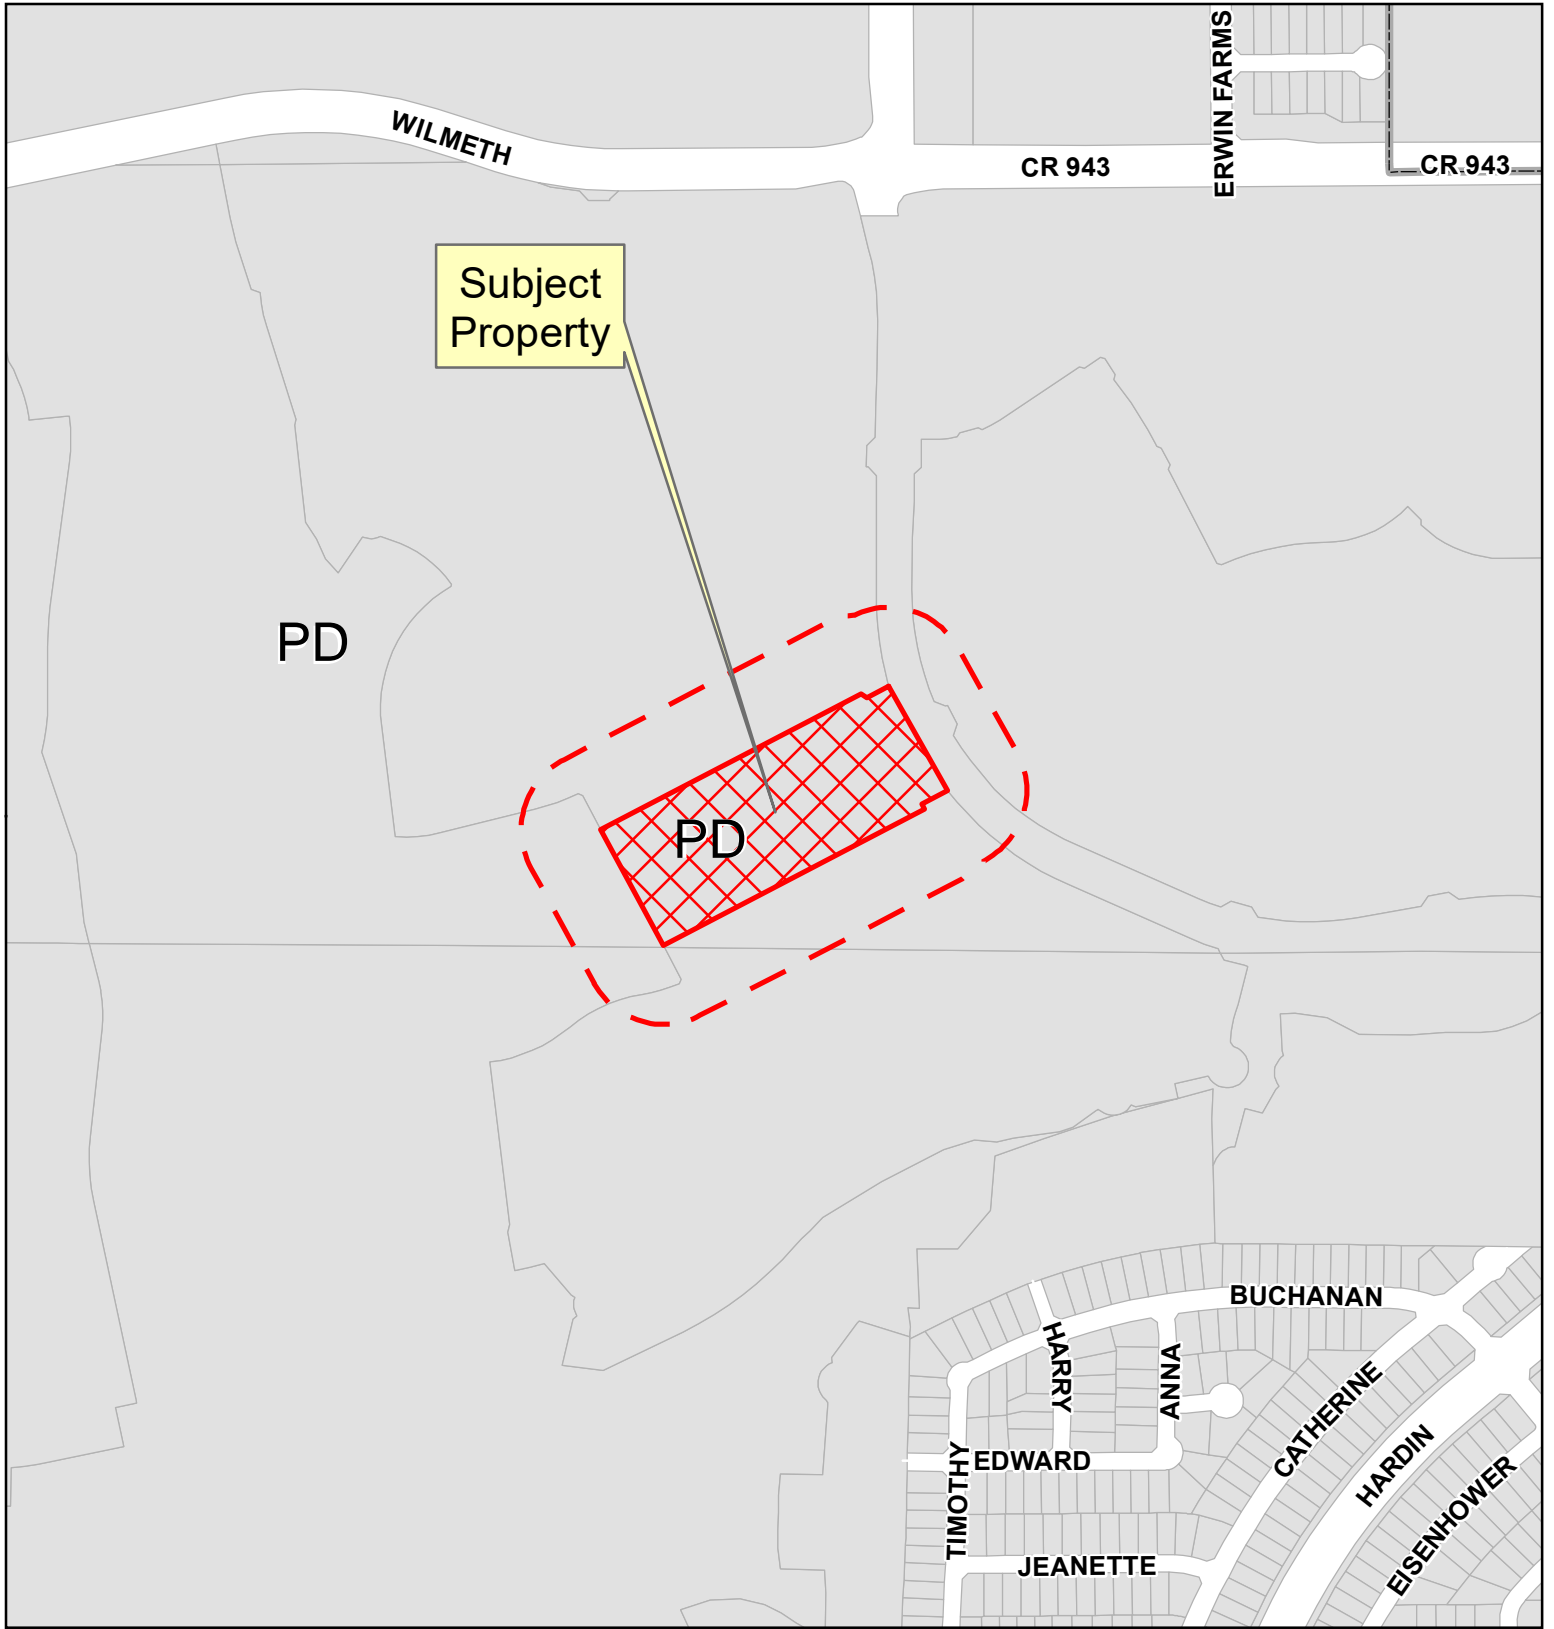 ERWIN FARMS
WILMETH
CR 943
CR 943
Subject
Property
PD
PD
BUCHANAN
HARRY
ANNA
CATHERINE
HARDIN
TIMOTHY
EDWARD
EISENHOWER
JEANETTE